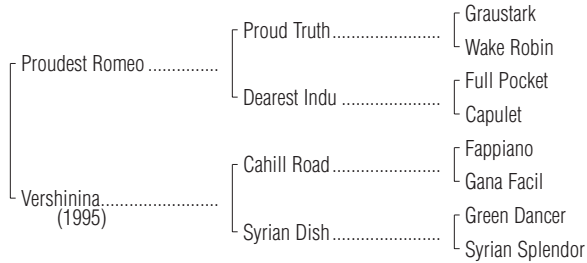 Graustark
Proud Truth...................
Wake Robin
Proudest Romeo ..............
Full Pocket
Dearest Indu .................
Capulet
Fappiano
Cahill Road...................
Gana Facil
Vershinina.......................
(1995)
Green Dancer
Syrian Dish...................
Syrian Splendor